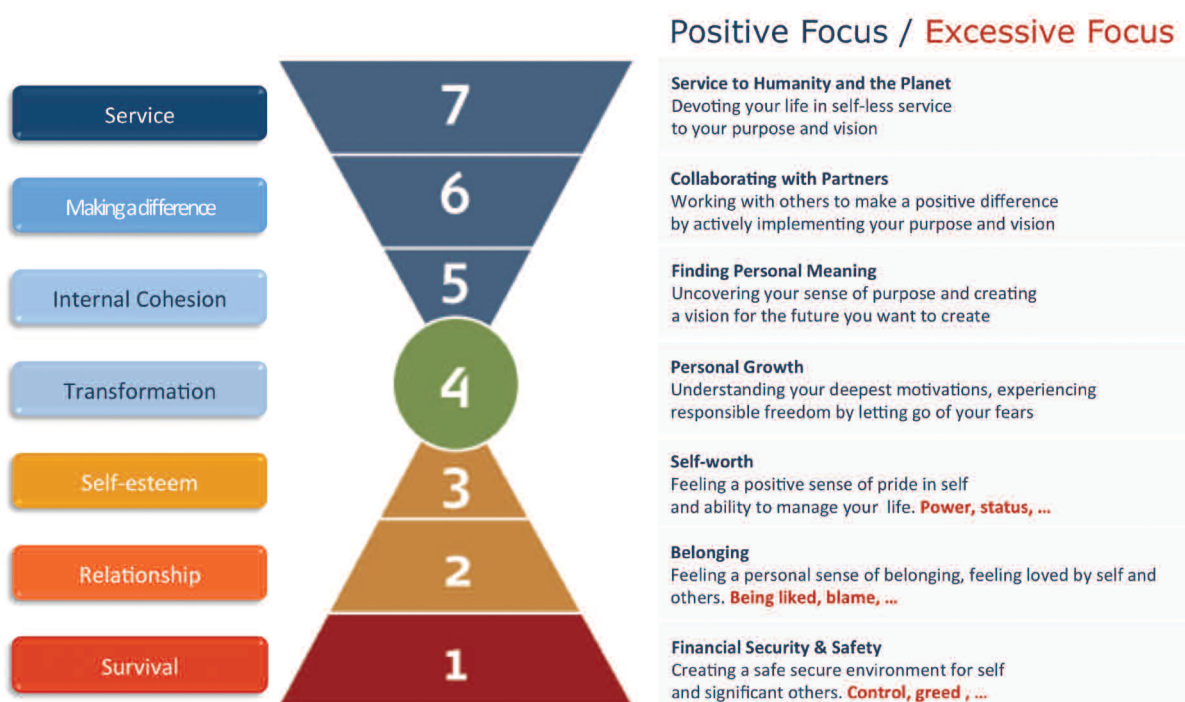 Positive Focus / Excessive Focus
Service
7
Service to Humanity and the Planet
Devoting your life in self-less service
to your purpose and vision
Making a difference
6
Collaborating with Partners
Working with others to make a positive difference
by actively implementing your purpose and vision
Internal Cohesion
5
Finding Personal Meaning
Uncovering your sense of purpose and creating
a vision for the future you want to create
Transformation
4
Personal Growth
Understanding your deepest motivations, experiencing
responsible freedom by letting go of your fears
Self-esteem
3
Self-worth
Feeling a positive sense of pride in self
and ability to manage your life. Power, status, ...
Relationship
2
Belonging
Feeling a personal sense of belonging, feeling loved by self and
others. Being liked, blame, ...
Survival
1
Financial Security & Safety
Creating a safe secure environment for self
and significant others. Control, greed , ...